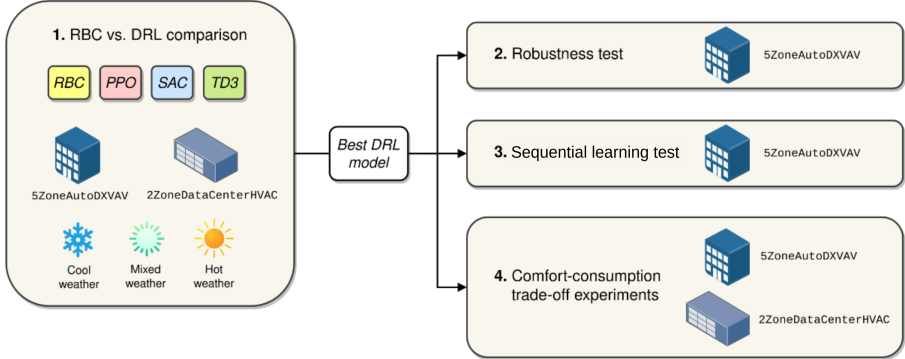 1. RBC vs. DRL comparison
RBC PPO SAC TD3
5ZoneAutoDXVAV 2ZoneDataCenterHVAC
Cool weather
Mixed weather
Hot weather
Best DRL
model
2. Robustness test
5ZoneAutoDXVAV
3. Sequential learning test
5ZoneAutoDXVAV
4. Comfort-consumption
trade-off experiments
5ZoneAutoDXVAV
2ZoneDataCenterHVAC